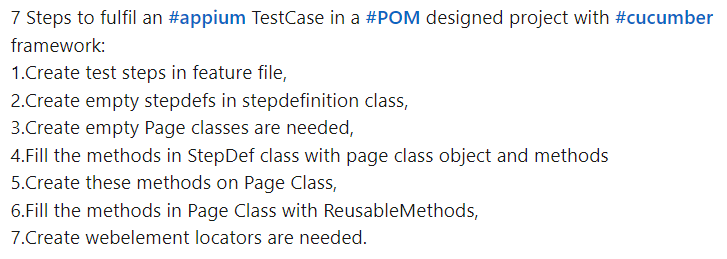 7 Steps to fulfil an #appium TestCase in a #POM designed project with #cucumber
framework:
1.Create test steps in feature file,
2.Create empty stepdefs in stepdefinition class,
3.Create empty Page classes are needed,
4.Fill the methods in StepDef class with page class object and methods
5.Create these methods on Page Class,
6.Fill the methods in Page Class with ReusableMethods,
7.Create webelement locators are needed.